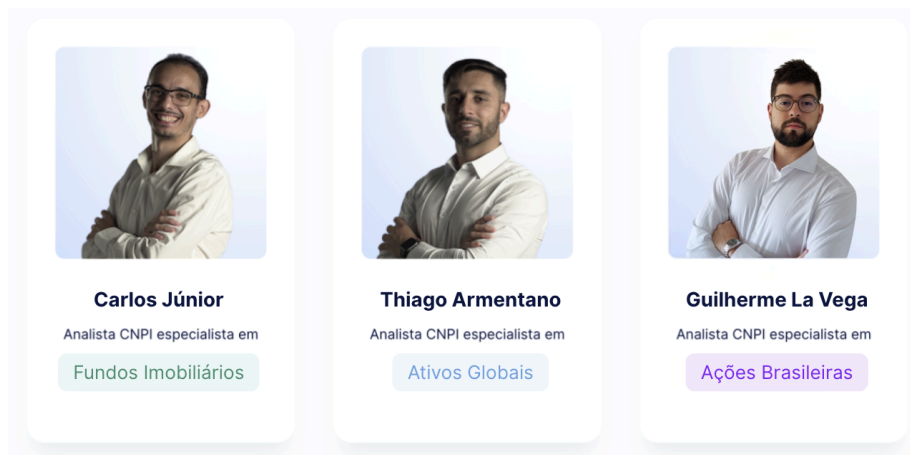 Carlos Júnior
Analista CNPI especialista em
Fundos Imobiliários
Thiago Armentano
Analista CNPI especialista em
Ativos Globais
Guilherme La Vega
Analista CNPI especialista em
Ações Brasileiras